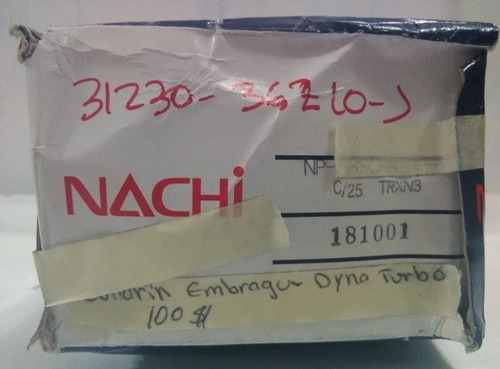 31230-36Z10-J
NACHi
NP-
C/25 TRXN3
181001
Embrague Dyna Turbo
100 $